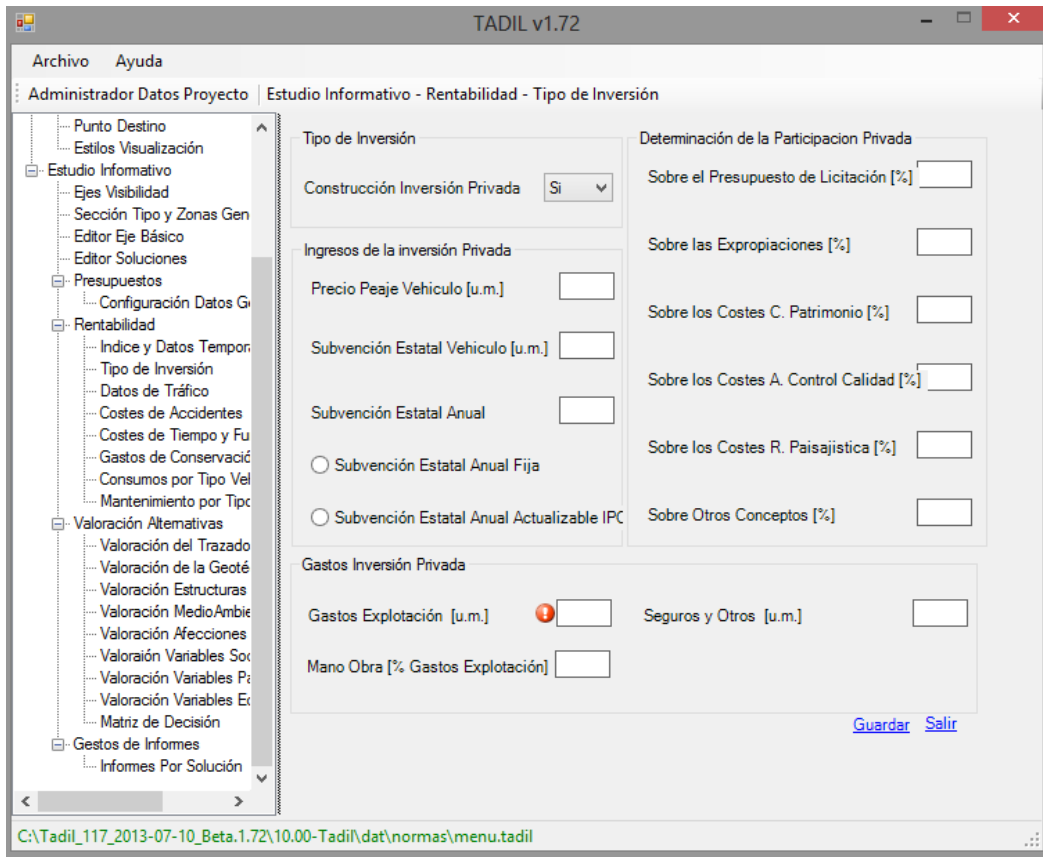 TADIL v1.72
Archivo Ayuda
Administrador Datos Proyecto Estudio Informativo - Rentabilidad - Tipo de Inversión
Punto Destino
Estilos Visualización
Estudio Informativo
Ejes Visibilidad
Sección Tipo y Zonas Gen
Editor Eje Básico
Editor Soluciones
Presupuestos
Configuración Datos Ge
Rentabilidad
Indice y Datos Tempora
Tipo de Inversión
Datos de Tráfico
Costes de Accidentes
Costes de Tiempo y Fu
Gastos de Conservació
Consumos por Tipo Vel
Mantenimiento por Tipo
Valoración Alternativas
Valoración del Trazado
Valoración de la Geoté
Valoración Estructuras
Valoración MedioAmbie
Valoración Afecciones
Valoraión Variables Soc
Valoración Variables Pa
Valoración Variables Ec
Matriz de Decisión
Gestos de Informes
Informes Por Solución
Tipo de Inversión
Construcción Inversión Privada Si
Ingresos de la inversión Privada
Precio Peaje Vehiculo [u.m.]
Subvención Estatal Vehiculo [u.m.]
Subvención Estatal Anual
Subvención Estatal Anual Fija
Subvención Estatal Anual Actualizable IPC
Determinación de la Participacion Privada
Sobre el Presupuesto de Licitación [%]
Sobre las Expropiaciones [%]
Sobre los Costes C. Patrimonio [%]
Sobre los Costes A. Control Calidad [%]
Sobre los Costes R. Paisajistica [%]
Sobre Otros Conceptos [%]
Gastos Inversión Privada
Gastos Explotación [u.m.]
Seguros y Otros [u.m.]
Mano Obra [% Gastos Explotación]
Guardar Salir
C:\Tadil_117_2013-07-10_Beta.1.72\10.00-Tadil\dat\normas\menu.tadil